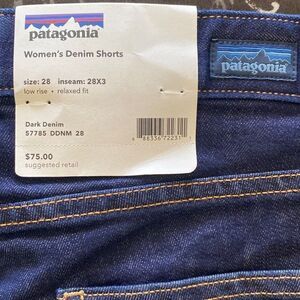 patagonia
Women's Denim Shorts
size: 28 inseam: 28X3
low rise • relaxed fit
Dark Denim
57785 DDNM 28
$75.00
suggested retail
patagonia